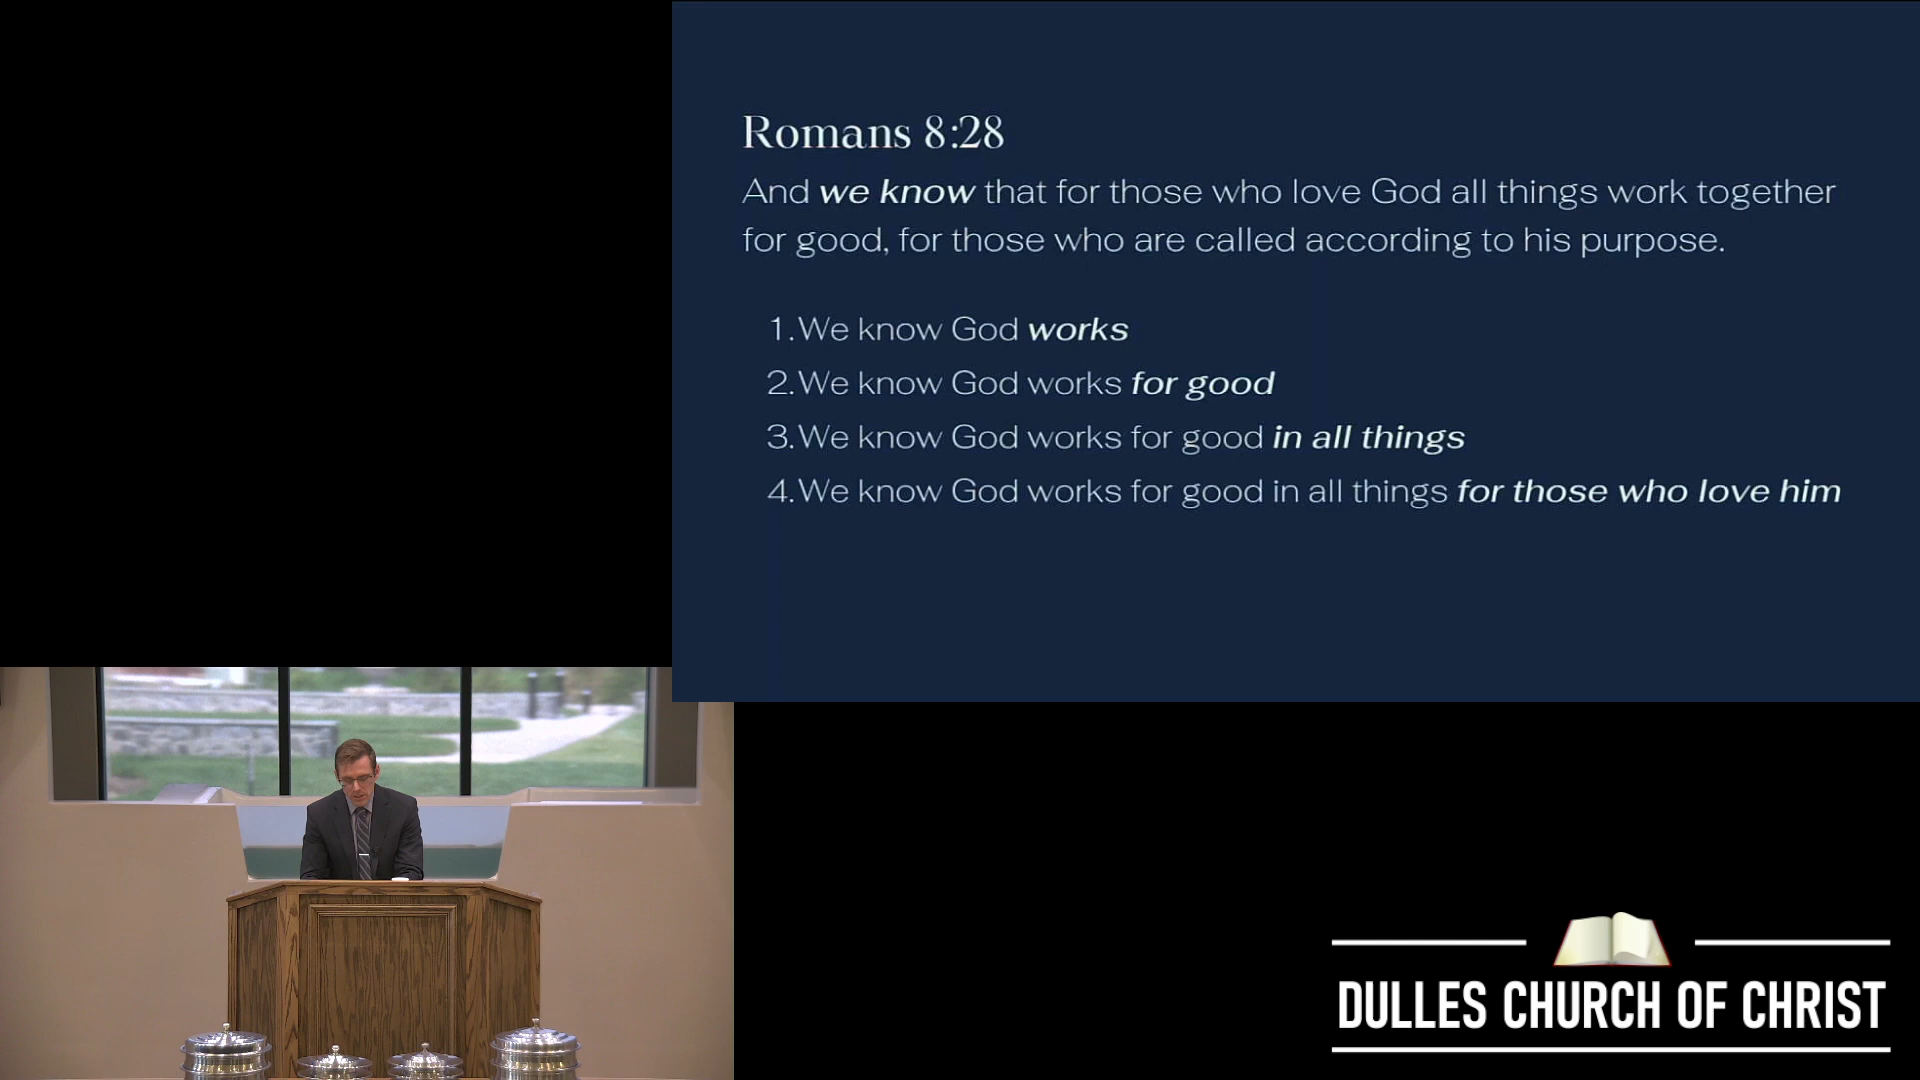 Romans 8:28
And we know that for those who love God all things work together
for good, for those who are called according to his purpose.
1.We know God works
2.We know God works for good
3.We know God works for good in all things
4.We know God works for good in all things for those who love him
DULLES CHURCH OF CHRIST